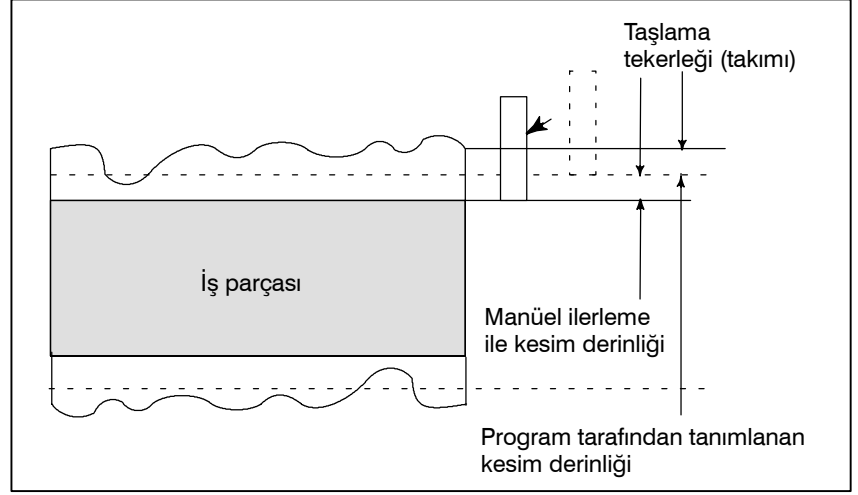 Taşlama
tekerleği (takımı)
İş parçası
Manüel ilerleme
ile kesim derinliği
Program tarafından tanımlanan
kesim derinliği